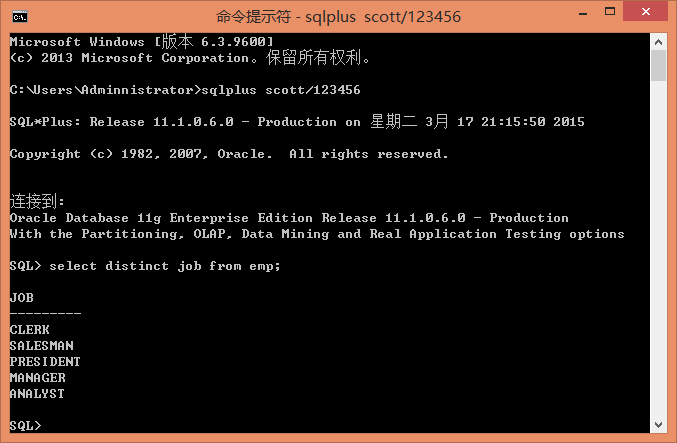 命令提示符 - sqlplus scott/123456
Microsoft Windows [版本 6.3.9600]
(c) 2013 Microsoft Corporation。保留所有权利。
C:\Users\Adminnistrator>sqlplus scott/123456
SQL*Plus: Release 11.1.0.6.0 - Production on 星期二 3月 17 21:15:50 2015
Copyright (c) 1982, 2007, Oracle.  All rights reserved.
连接到:
Oracle Database 11g Enterprise Edition Release 11.1.0.6.0 - Production
With the Partitioning, OLAP, Data Mining and Real Application Testing options
SQL> select distinct job from emp;
JOB
---------
CLERK
SALESMAN
PRESIDENT
MANAGER
ANALYST
SQL>